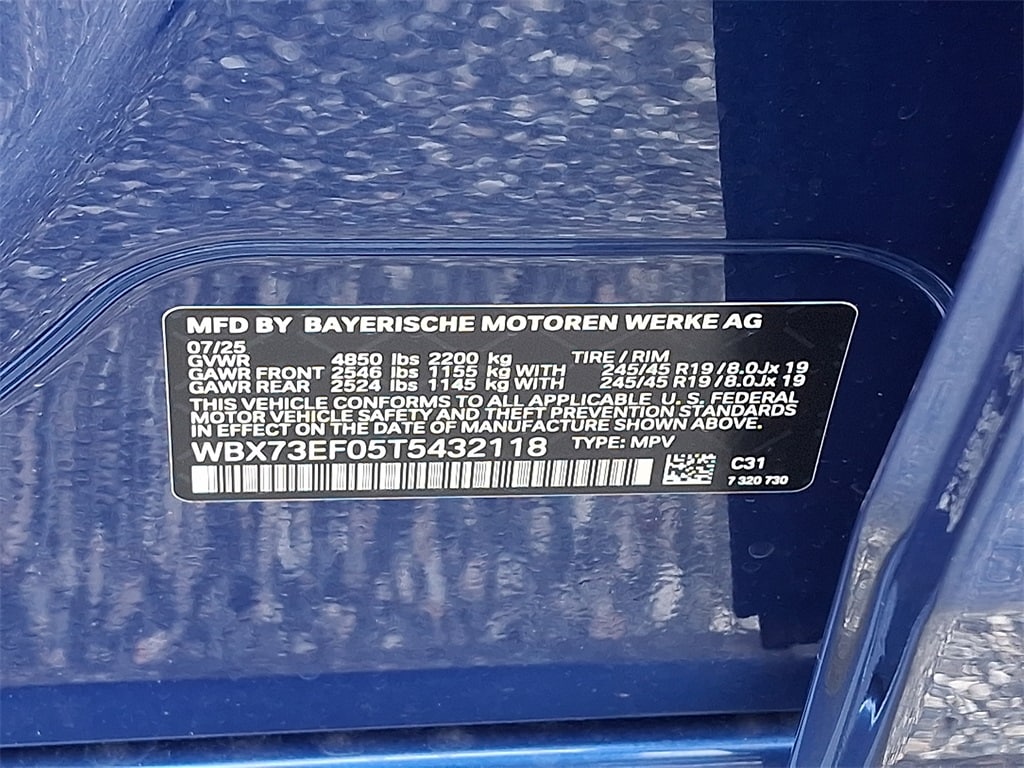 MFD BY BAYERISCHE MOTOREN WERKE AG
07/25
GVWR 4850 lbs 2200 kg TIRE / RIM
GAWR FRONT 2546 lbs 1155 kg WITH 245/45 R19/8.0Jx 19
GAWR REAR 2524 lbs 1145 kg WITH 245/45 R19/8.0Jx 19
THIS VEHICLE CONFORMS TO ALL APPLICABLE U. S. FEDERAL
MOTOR VEHICLE SAFETY AND THEFT PREVENTION STANDARDS
IN EFFECT ON THE DATE OF MANUFACTURE SHOWN ABOVE.
WBX73EF05T5432118 TYPE: MPV
C31
7 320 730